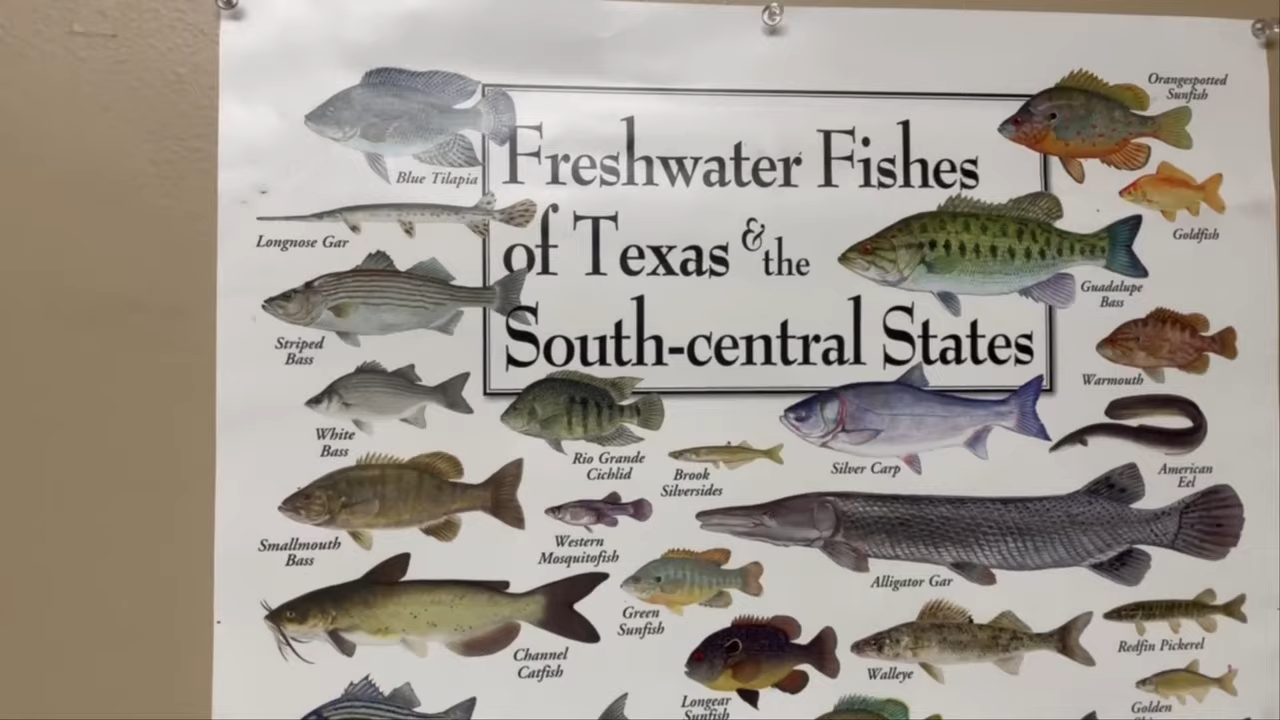 Freshwater Fishes
of Texas & the
South-central States
Blue Tilapia
Orangespotted
Sunfish
Goldfish
Longnose Gar
Guadalupe
Bass
Striped
Bass
Warmouth
White
Bass
Rio Grande
Cichlid
Brook
Silversides
Silver Carp
American
Eel
Smallmouth
Bass
Western
Mosquitofish
Alligator Gar
Green
Sunfish
Channel
Catfish
Longear
Sunfish
Walleye
Redfin Pickerel
Golden